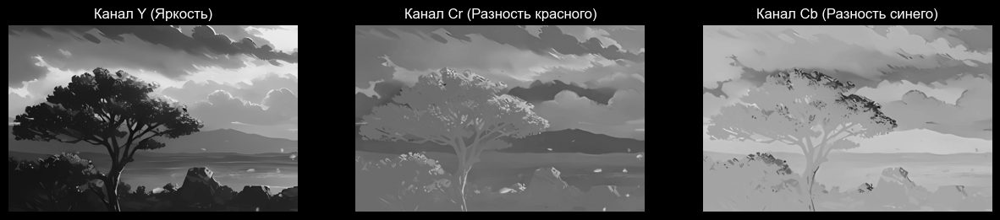 Канал Y (Яркость)
Канал Cr (Разность красного)
Канал Cb (Разность синего)